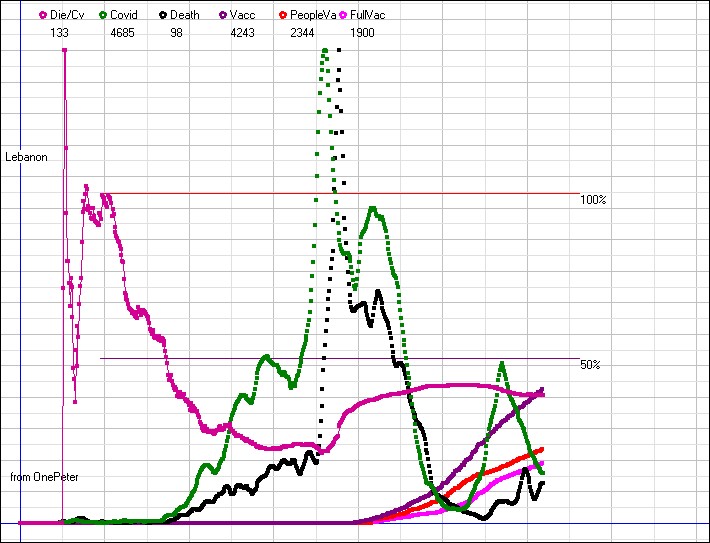 Die/Cv Covid Death Vacc PeopleVa FullVac
133 4685 98 4243 2344 1900
Lebanon
100%
50%
from OnePeter